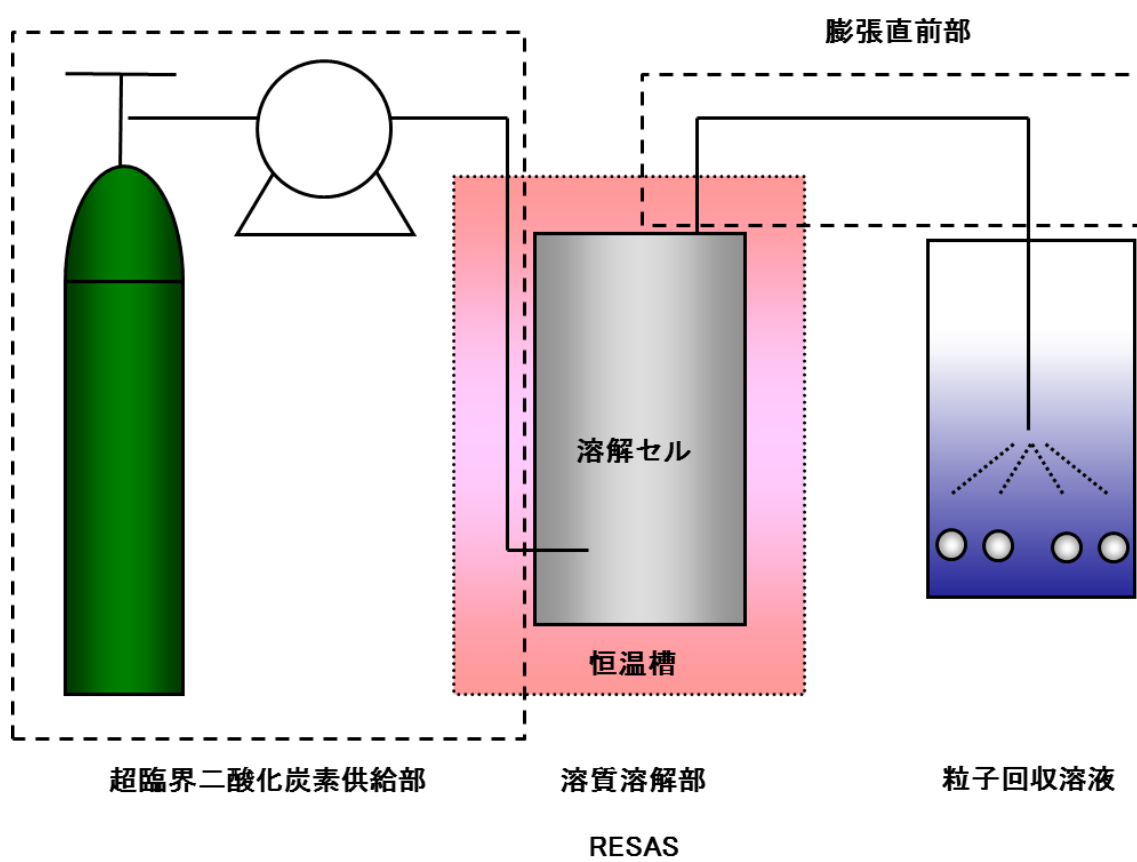 膨張直前部
溶解セル
恒温槽
超臨界二酸化炭素供給部
溶質溶解部
粒子回収溶液
RESAS